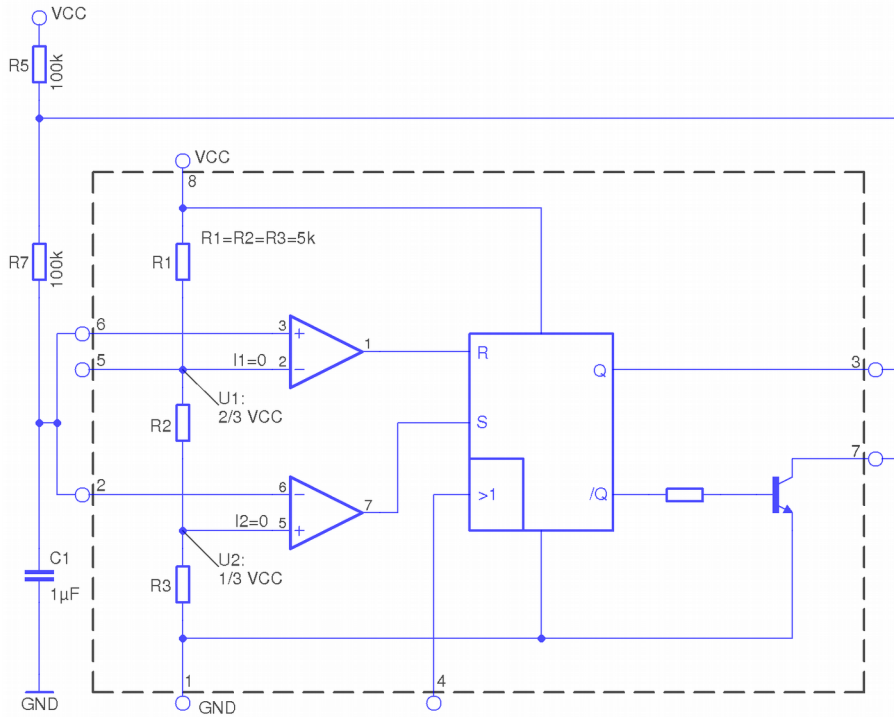 VCC
R5
100k
VCC
8
R1=R2=R3=5k
R7
100k
R1
6
3
+
1
R
5
I1=0
2
−
Q
3
U1:
2/3 VCC
R2
S
7
2
6
−
7
>1
/Q
I2=0
5
+
U2:
1/3 VCC
C1
1µF
R3
1
4
GND
GND